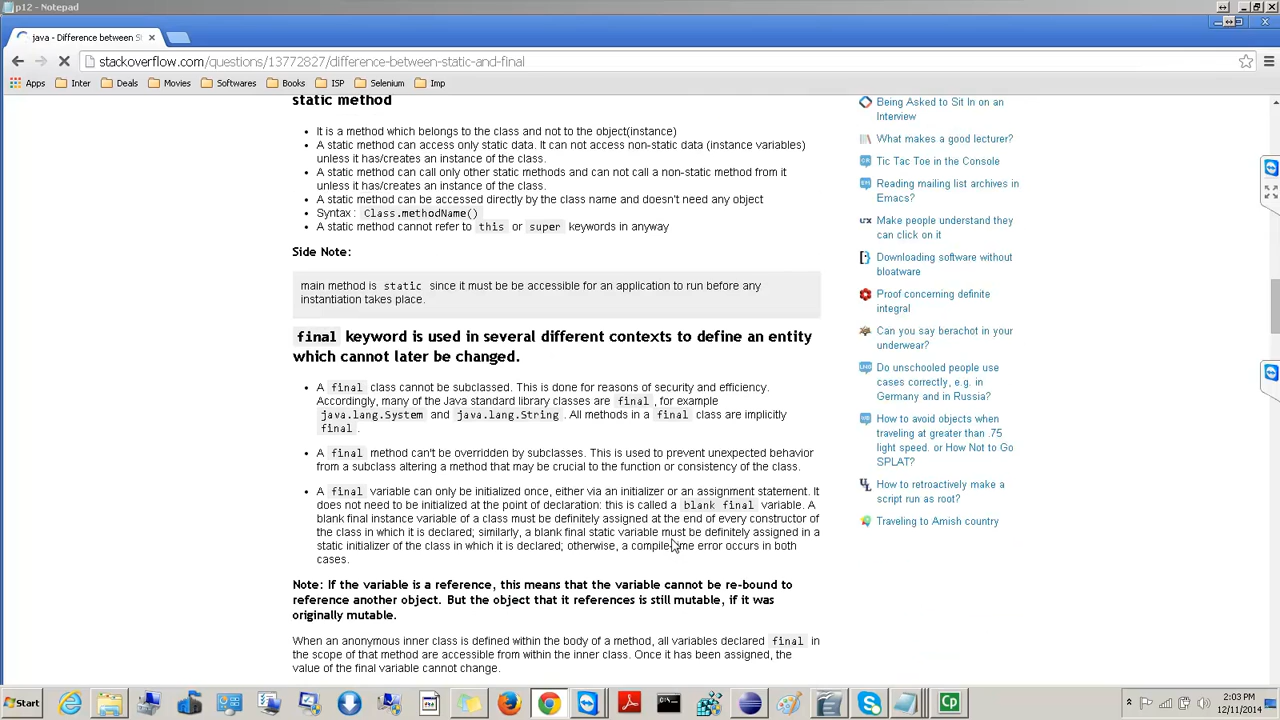 p12 - Notepad
java - Difference between St
stackoverflow.com/questions/13772827/difference-between-static-and-final
Apps Inter Deals Movies Softwares Books ISP Selenium Imp
static method
• It is a method which belongs to the class and not to the object(instance)
• A static method can access only static data. It can not access non-static data (instance variables)
unless it has/creates an instance of the class.
• A static method can call only other static methods and can not call a non-static method from it
unless it has/creates an instance of the class.
• A static method can be accessed directly by the class name and doesn't need any object
• Syntax : Class.methodName()
• A static method cannot refer to this or super keywords in anyway
Side Note:
main method is static since it must be be accessible for an application to run before any
instantiation takes place.
final keyword is used in several different contexts to define an entity
which cannot later be changed.
• A final class cannot be subclassed. This is done for reasons of security and efficiency.
Accordingly, many of the Java standard library classes are final, for example
java.lang.System and java.lang.String. All methods in a final class are implicitly
final.
• A final method can't be overridden by subclasses. This is used to prevent unexpected behavior
from a subclass altering a method that may be crucial to the function or consistency of the class.
• A final variable can only be initialized once, either via an initializer or an assignment statement. It
does not need to be initialized at the point of declaration: this is called a blank final variable. A
blank final instance variable of a class must be definitely assigned at the end of every constructor of
the class in which it is declared; similarly, a blank final static variable must be definitely assigned in a
static initializer of the class in which it is declared; otherwise, a compile-time error occurs in both
cases.
Note: If the variable is a reference, this means that the variable cannot be re-bound to
reference another object. But the object that it references is still mutable, if it was
originally mutable.
When an anonymous inner class is defined within the body of a method, all variables declared final in
the scope of that method are accessible from within the inner class. Once it has been assigned, the
value of the final variable cannot change.
Being Asked to Sit In on an
Interview
What makes a good lecturer?
Tic Tac Toe in the Console
Reading mailing list archives in
Emacs?
Make people understand they
can click on it
Downloading software without
bloatware
Proof concerning definite
integral
Can you say berachot in your
underwear?
Do unschooled people use
cases correctly, e.g. in
Germany and in Russia?
How to avoid objects when
traveling at greater than .75
light speed. or How Not to Go
SPLAT?
How to retroactively make a
script run as root?
Traveling to Amish country
Start
2:03 PM
12/11/2014